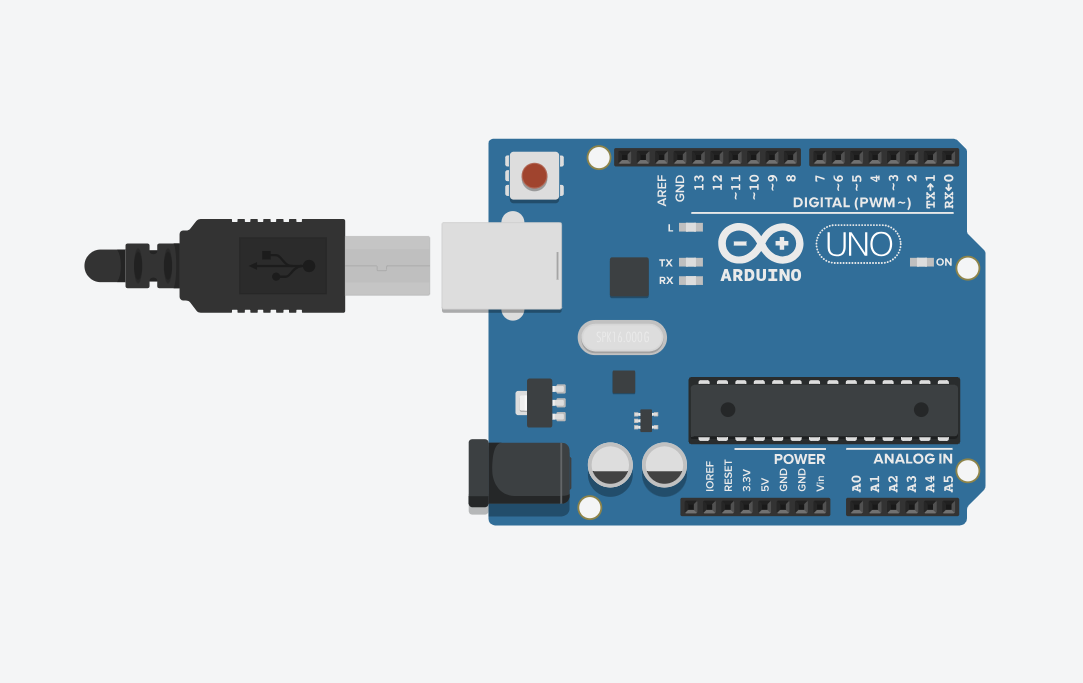 AREF
GND
13
12
~11
~10
~9
8
7
~6
~5
4
~3
2
TX→1
RX←0
DIGITAL (PWM~)
L
TX
RX
ARDUINO
UNO
ON
SPK16.000G
POWER
ANALOG IN
IOREF
RESET
3.3V
5V
GND
GND
Vin
A0
A1
A2
A3
A4
A5